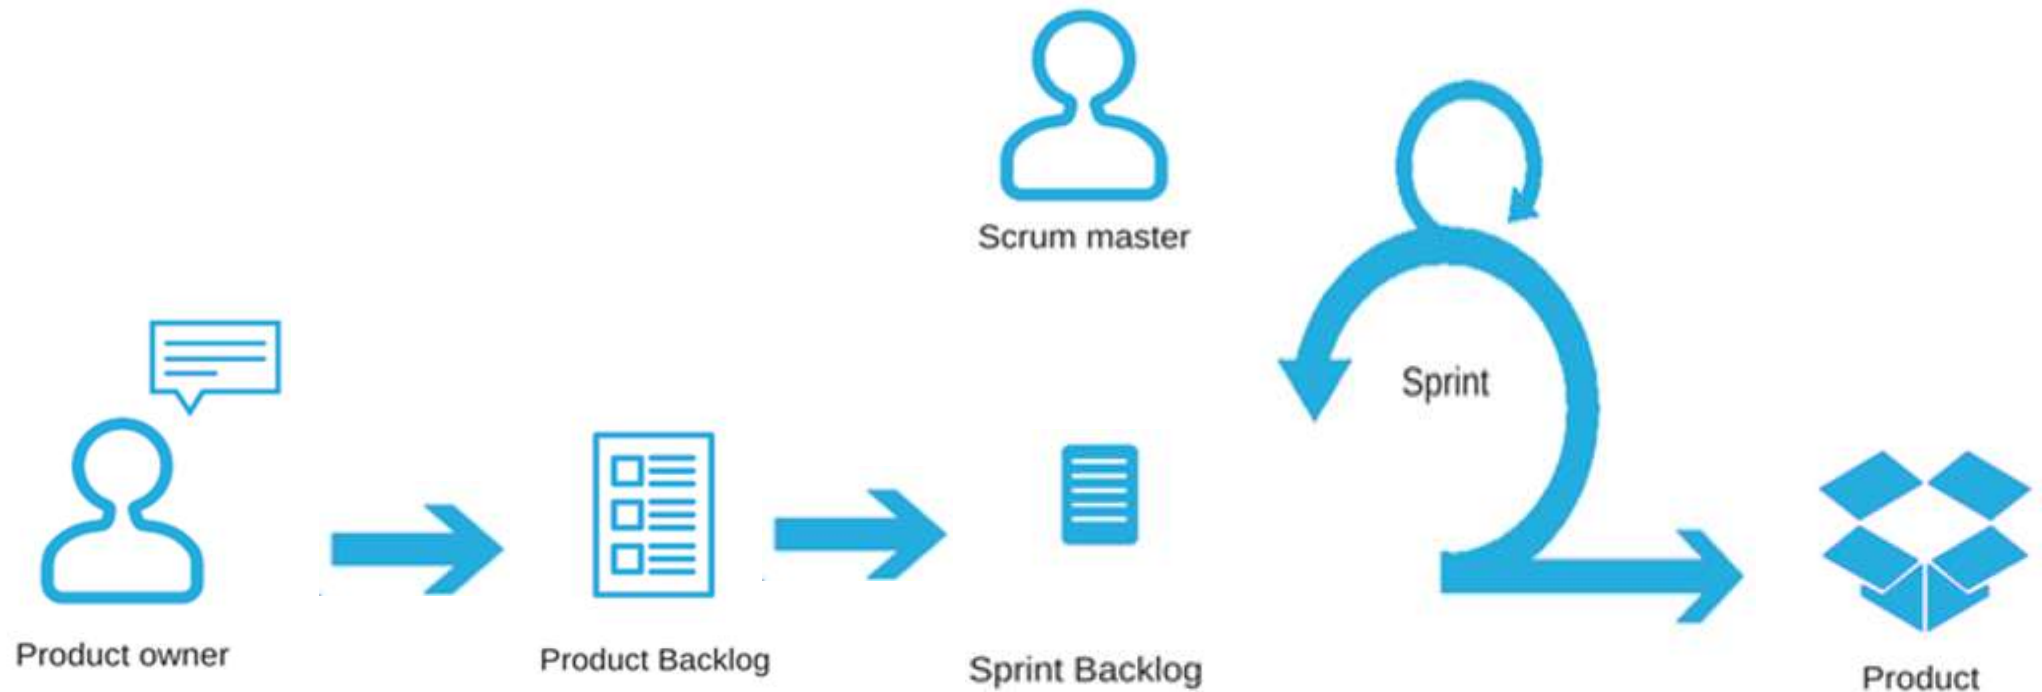 Scrum master
Sprint
Product owner
Product Backlog
Sprint Backlog
Product